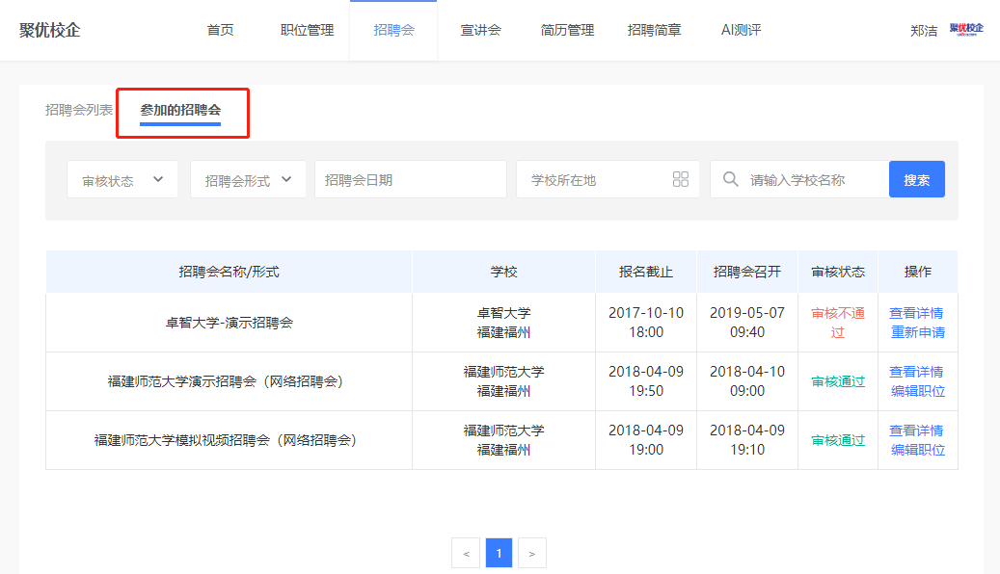 聚优校企
首页 职位管理 招聘会 宣讲会 简历管理 招聘简章 AI测评
郑洁 聚优校企
招聘会列表 参加的招聘会
审核状态 招聘会形式 招聘会日期 学校所在地 请输入学校名称 搜索
招聘会名称/形式 学校 报名截止 招聘会召开 审核状态 操作
卓智大学-演示招聘会
卓智大学
福建福州
2017-10-10
18:00
2019-05-07
09:40
审核不通
过
查看详情
重新申请
福建师范大学演示招聘会（网络招聘会）
福建师范大学
福建福州
2018-04-09
19:50
2018-04-10
09:00
审核通过
查看详情
编辑职位
福建师范大学模拟视频招聘会（网络招聘会）
福建师范大学
福建福州
2018-04-09
19:00
2018-04-09
19:10
审核通过
查看详情
编辑职位
< 1 >